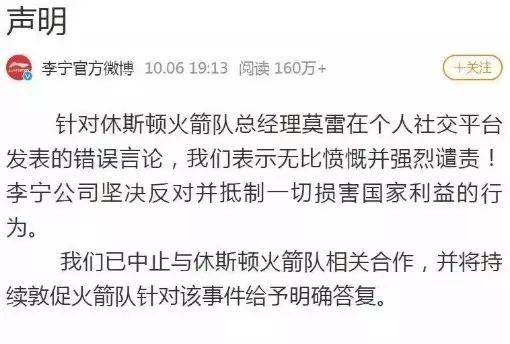 声明
李宁官方微博 10.06 19:13 阅读 160万+ +关注
针对休斯顿火箭队总经理莫雷在个人社交平台
发表的错误言论，我们表示无比愤慨并强烈谴责！
李宁公司坚决反对并抵制一切损害国家利益的行
为。
我们已中止与休斯顿火箭队相关合作，并将持
续敦促火箭队针对该事件给予明确答复。